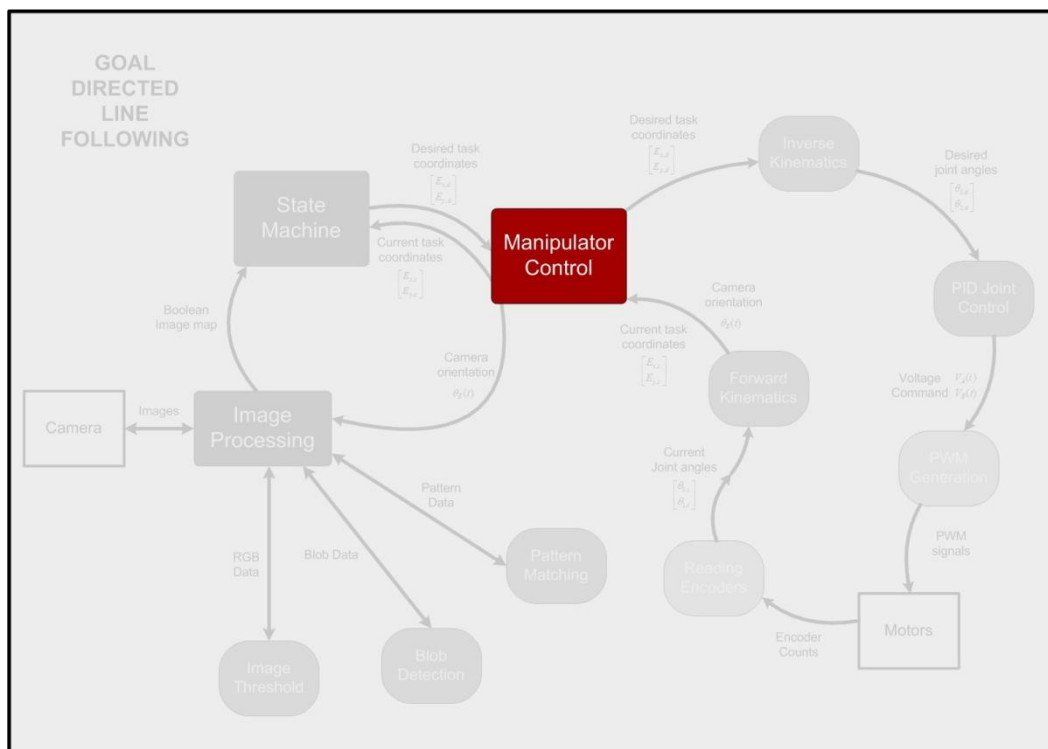 GOAL
DIRECTED
LINE
FOLLOWING
Desired task
coordinates
State
Machine
Current task
coordinates
Manipulator
Control
Desired task
coordinates
Inverse
Kinematics
Desired
joint angles
PID Joint
Control
Boolean
Image map
Camera
orientation
θ_E(t)
Camera
orientation
Current task
coordinates
Forward
Kinematics
Voltage
Command
Camera
Images
Image
Processing
Current
Joint angles
PWM
Generation
Pattern
Data
PWM
signals
RGB
Data
Blob Data
Pattern
Matching
Reading
Encoders
Encoder
Counts
Motors
Image
Threshold
Blob
Detection